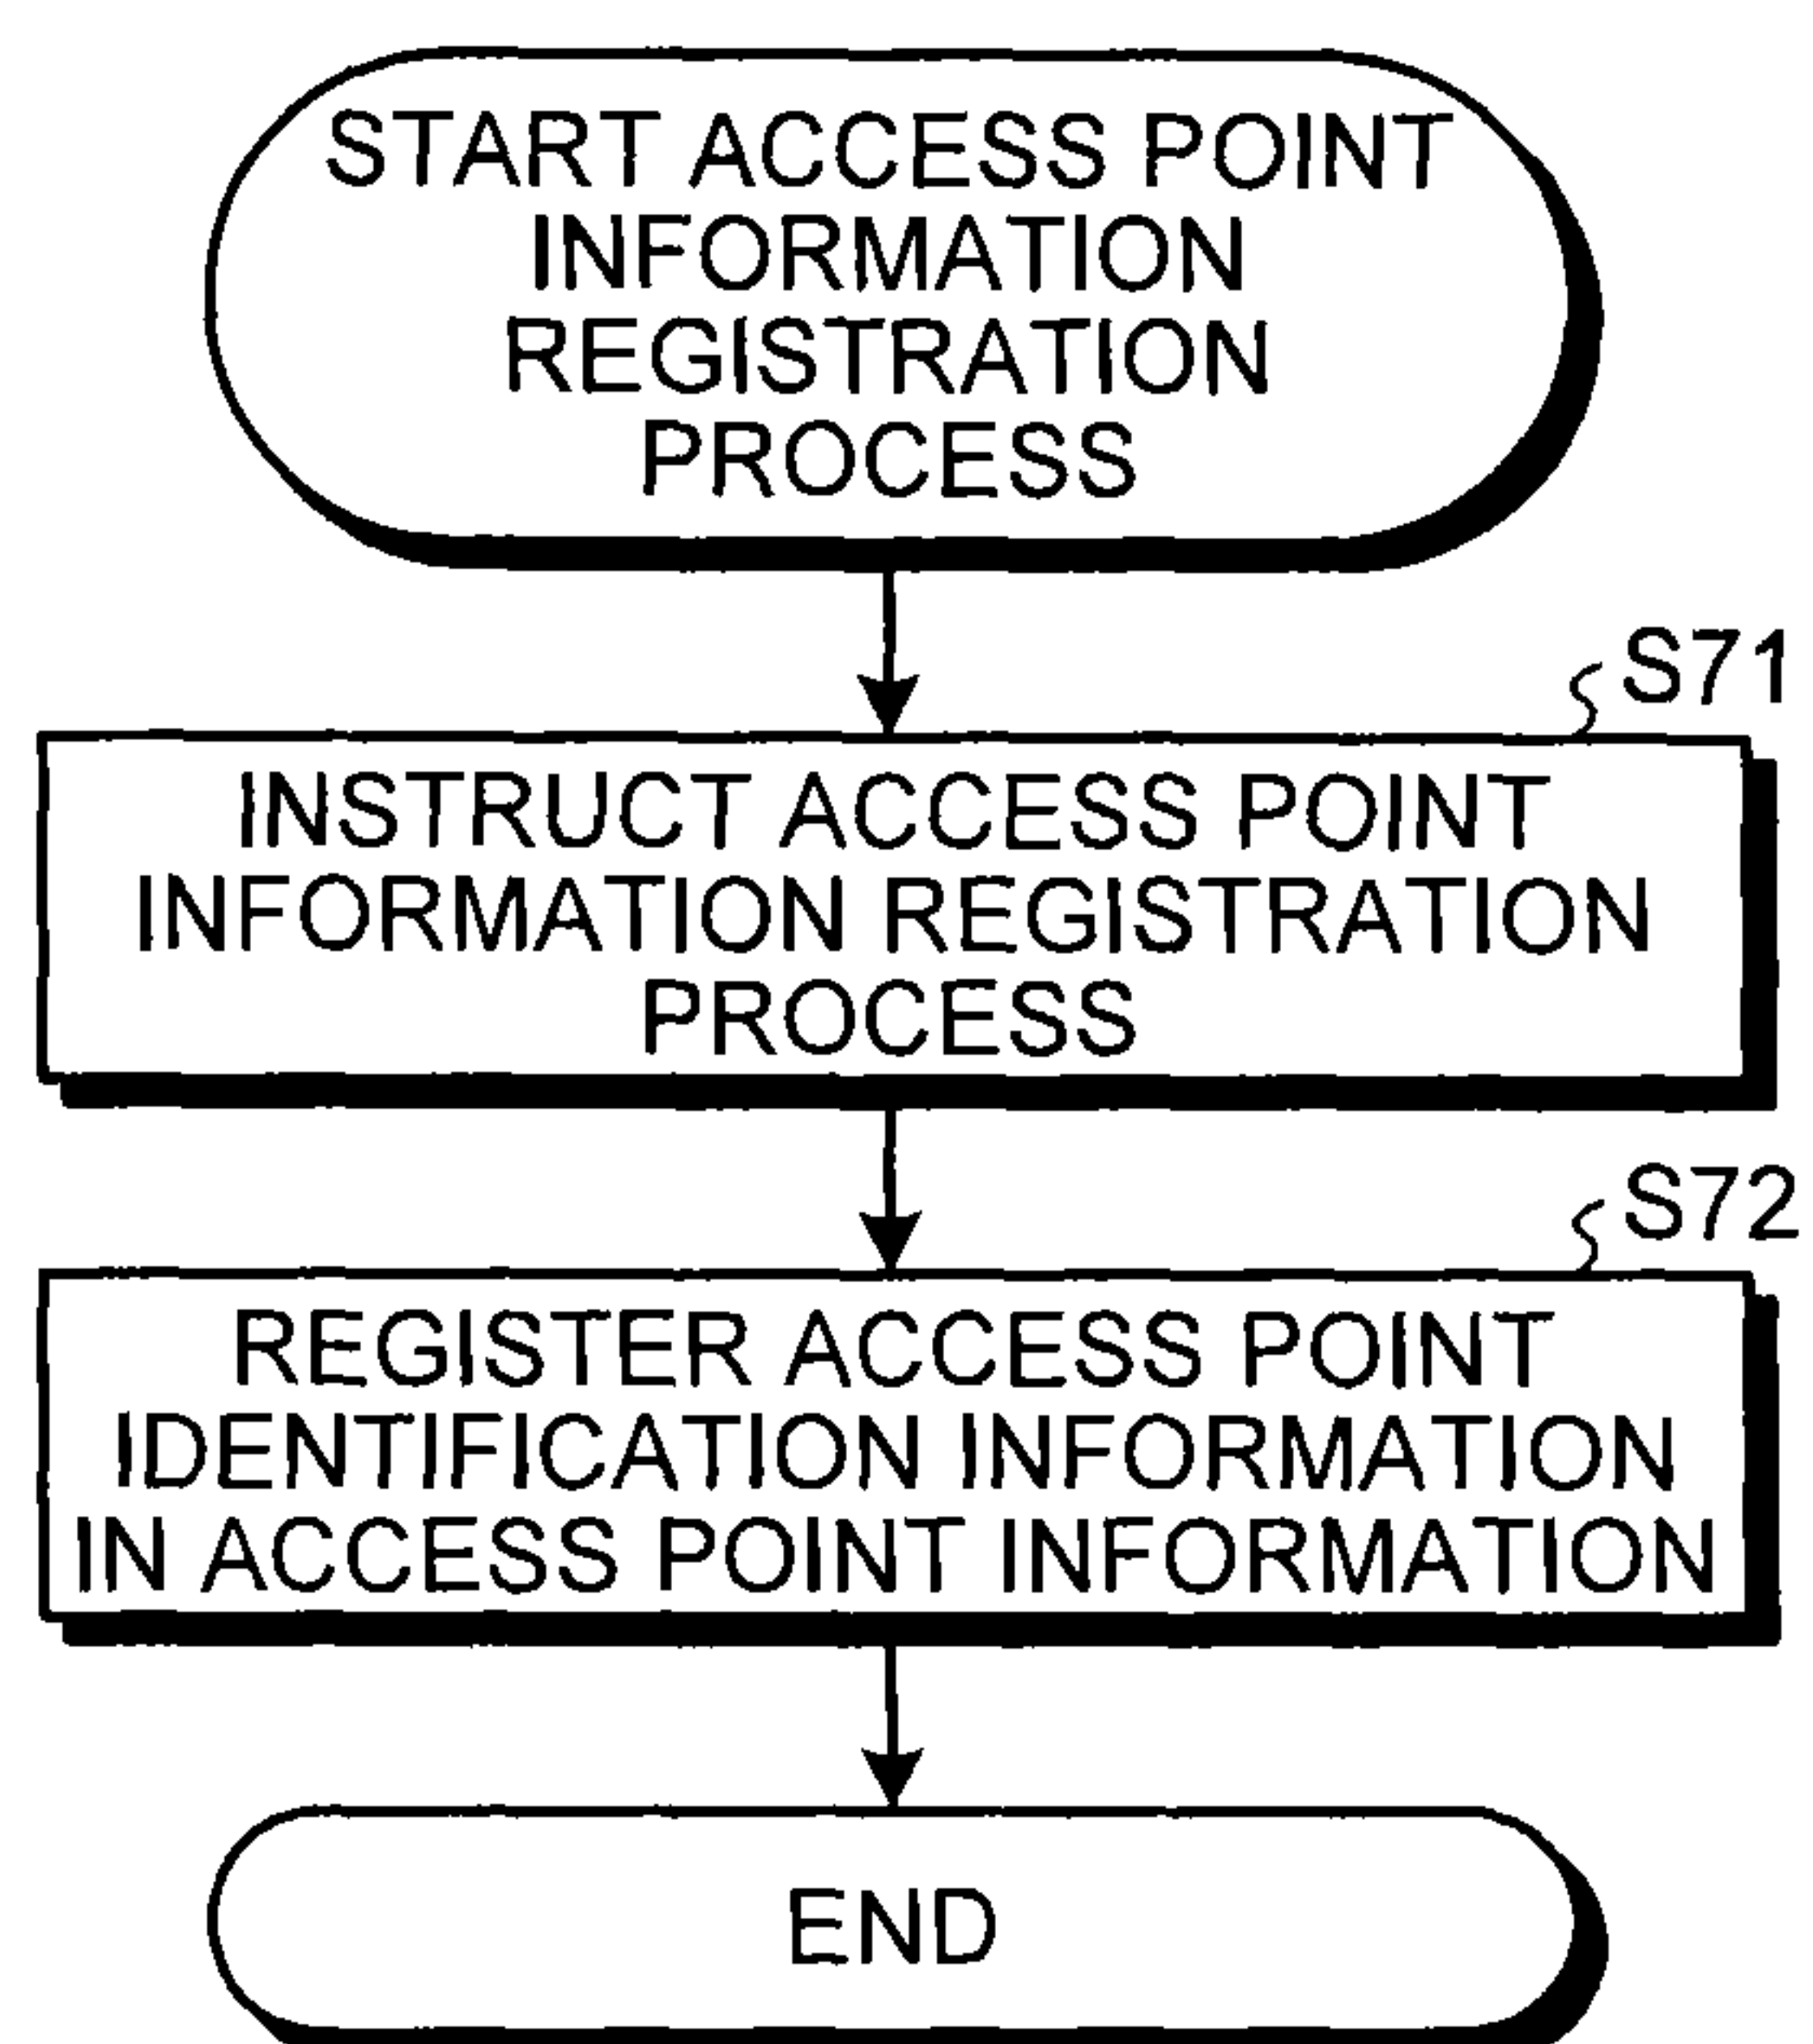 START ACCESS POINT
INFORMATION
REGISTRATION
PROCESS
S71
INSTRUCT ACCESS POINT
INFORMATION REGISTRATION
PROCESS
S72
REGISTER ACCESS POINT
IDENTIFICATION INFORMATION
IN ACCESS POINT INFORMATION
END